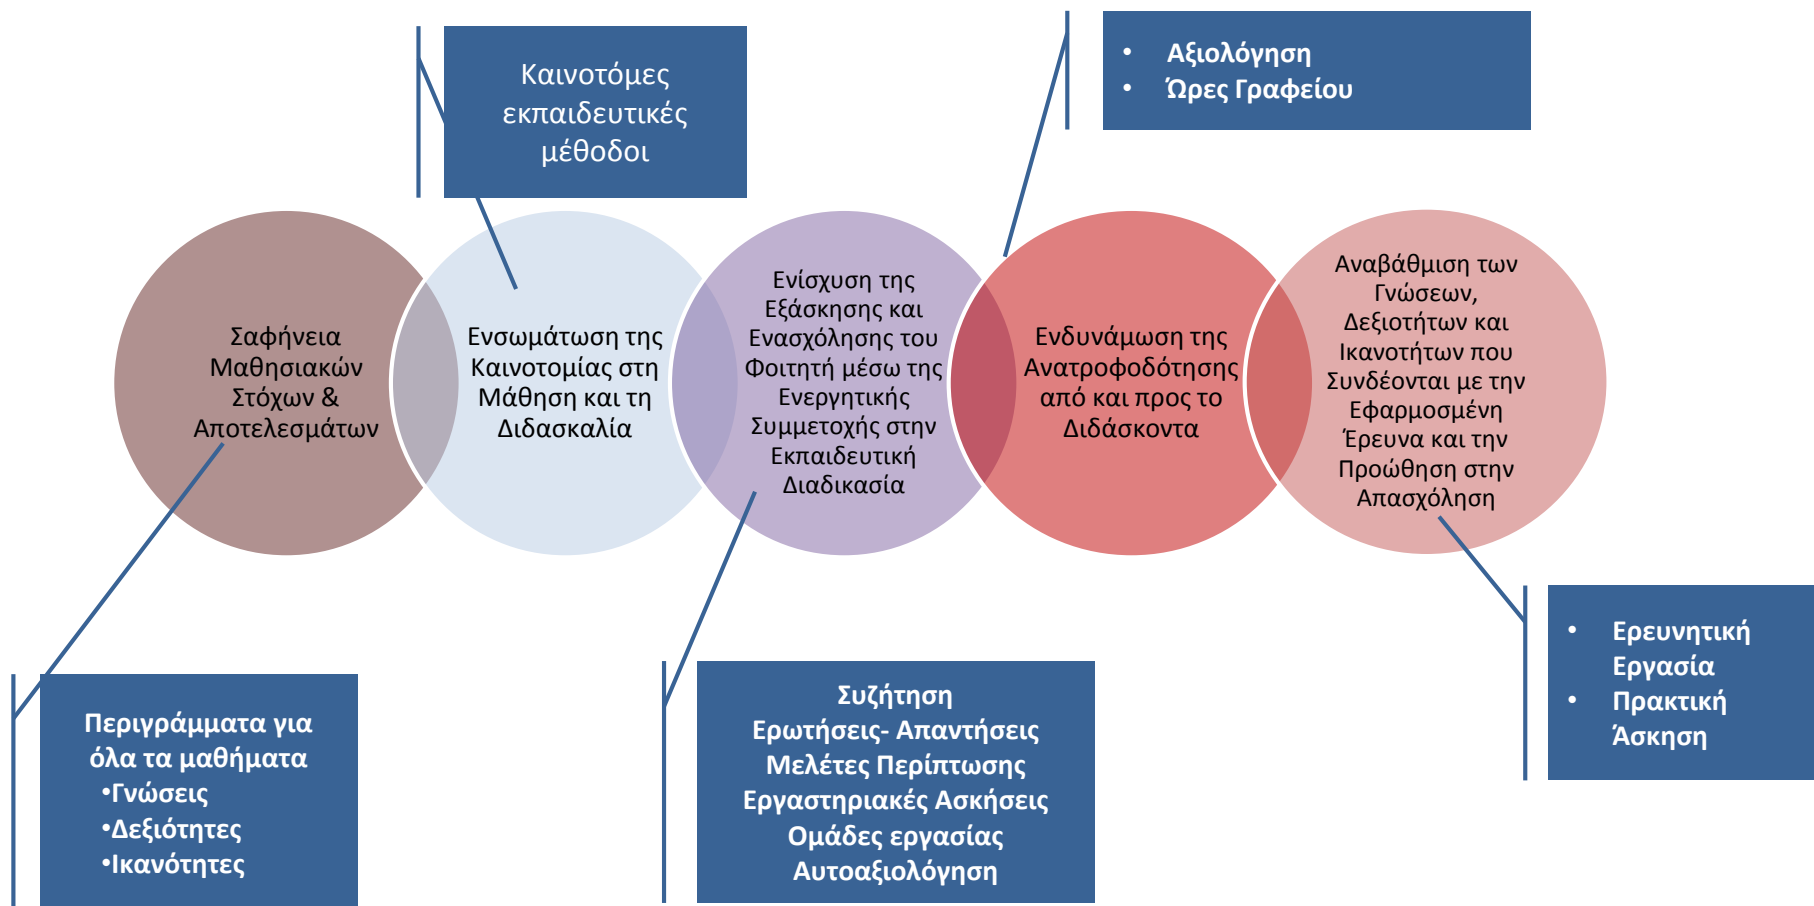 Καινοτόμες
εκπαιδευτικές
μέθοδοι
• Αξιολόγηση
• Ώρες Γραφείου
Σαφήνεια
Μαθησιακών
Στόχων &
Αποτελεσμάτων
Ενσωμάτωση της
Καινοτομίας στη
Μάθηση και τη
Διδασκαλία
Ενίσχυση της
Εξάσκησης και
Ενασχόλησης του
Φοιτητή μέσω της
Ενεργητικής
Συμμετοχής στην
Εκπαιδευτική
Διαδικασία
Ενδυνάμωση της
Ανατροφοδότησης
από και προς το
Διδάσκοντα
Αναβάθμιση των
Γνώσεων,
Δεξιοτήτων και
Ικανοτήτων που
Συνδέονται με την
Εφαρμοσμένη
Έρευνα και την
Προώθηση στην
Απασχόληση
Περιγράμματα για
όλα τα μαθήματα
•Γνώσεις
•Δεξιότητες
•Ικανότητες
Συζήτηση
Ερωτήσεις- Απαντήσεις
Μελέτες Περίπτωσης
Εργαστηριακές Ασκήσεις
Ομάδες εργασίας
Αυτοαξιολόγηση
• Ερευνητική
Εργασία
• Πρακτική
Άσκηση